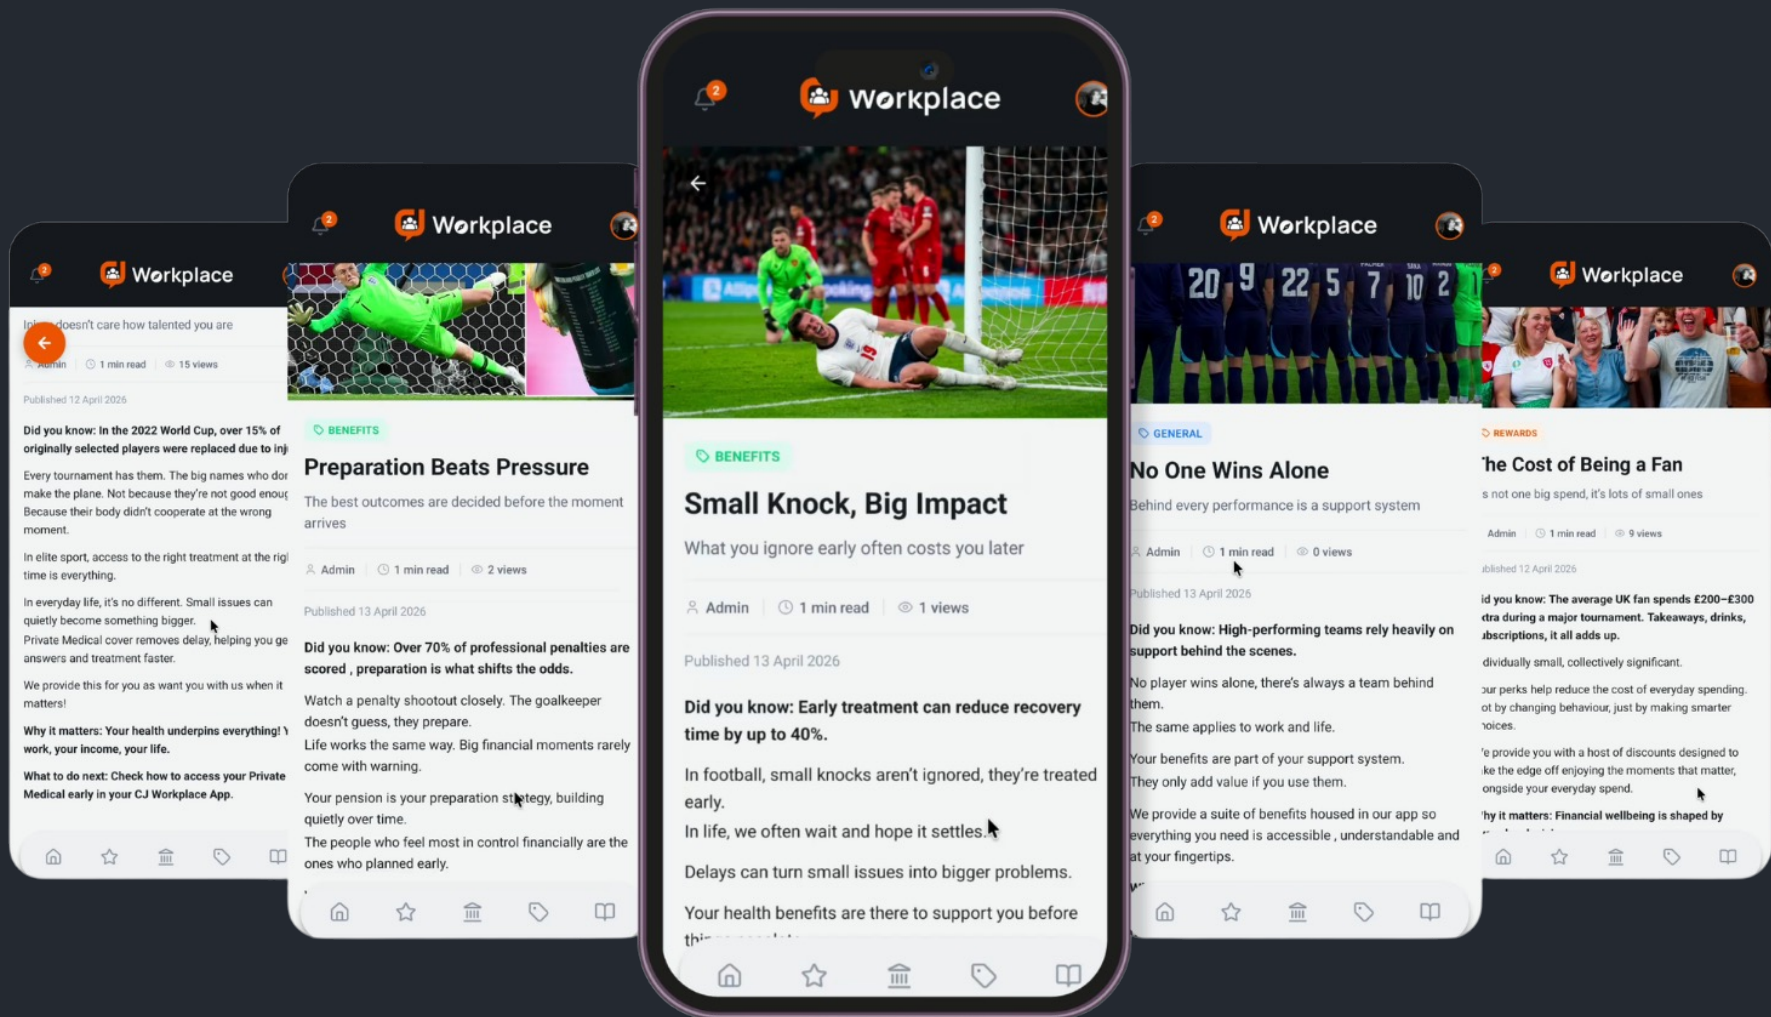 2
Workplace
Injury doesn't care how talented you are
Admin
1 min read
15 views
Published 12 April 2026
Did you know: In the 2022 World Cup, over 15% of
originally selected players were replaced due to inj
Every tournament has them. The big names who don
make the plane. Not because they're not good enoug
Because their body didn't cooperate at the wrong
moment.
In elite sport, access to the right treatment at the righ
time is everything.
In everyday life, it's no different. Small issues can
quietly become something bigger.
Private Medical cover removes delay, helping you ge
answers and treatment faster.
We provide this for you as want you with us when it
matters!
Why it matters: Your health underpins everything! Y
work, your income, your life.
What to do next: Check how to access your Private
Medical early in your CJ Workplace App.
2
Workplace
BENEFITS
Preparation Beats Pressure
The best outcomes are decided before the moment
arrives
Admin
1 min read
2 views
Published 13 April 2026
Did you know: Over 70% of professional penalties are
scored , preparation is what shifts the odds.
Watch a penalty shootout closely. The goalkeeper
doesn't guess, they prepare.
Life works the same way. Big financial moments rarely
come with warning.
Your pension is your preparation strategy, building
quietly over time.
The people who feel most in control financially are the
ones who planned early.
2
Workplace
19
BENEFITS
Small Knock, Big Impact
What you ignore early often costs you later
Admin
1 min read
1 views
Published 13 April 2026
Did you know: Early treatment can reduce recovery
time by up to 40%.
In football, small knocks aren't ignored, they're treated
early.
In life, we often wait and hope it settles.
Delays can turn small issues into bigger problems.
Your health benefits are there to support you before
2
Workplace
20 9 22 5 7 10 2 1
GENERAL
No One Wins Alone
Behind every performance is a support system
Admin
1 min read
0 views
Published 13 April 2026
Did you know: High-performing teams rely heavily on
support behind the scenes.
No player wins alone, there's always a team behind
them.
The same applies to work and life.
Your benefits are part of your support system.
They only add value if you use them.
We provide a suite of benefits housed in our app so
everything you need is accessible , understandable and
at your fingertips.
2
Workplace
REWARDS
The Cost of Being a Fan
s not one big spend, it's lots of small ones
Admin
1 min read
9 views
ublished 12 April 2026
id you know: The average UK fan spends £200–£300
xtra during a major tournament. Takeaways, drinks,
ubscriptions, it all adds up.
dividually small, collectively significant.
our perks help reduce the cost of everyday spending.
ot by changing behaviour, just by making smarter
hoices.
e provide you with a host of discounts designed to
ke the edge off enjoying the moments that matter,
ongside your everyday spend.
hy it matters: Financial wellbeing is shaped by